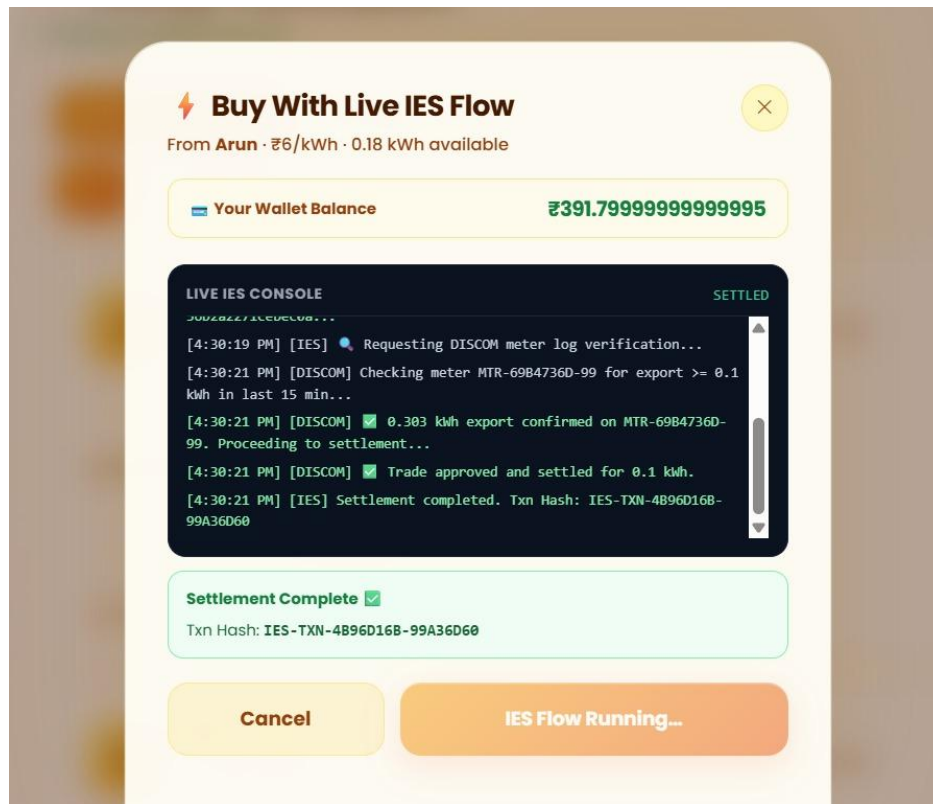 ⚡ Buy With Live IES Flow
From Arun · ₹6/kWh · 0.18 kWh available
💳 Your Wallet Balance ₹391.79999999999995
LIVE IES CONSOLE SETTLED
[4:30:19 PM] [IES] 🔍 Requesting DISCOM meter log verification...
[4:30:21 PM] [DISCOM] Checking meter MTR-69B4736D-99 for export >= 0.1
kWh in last 15 min...
[4:30:21 PM] [DISCOM] ✅ 0.303 kWh export confirmed on MTR-69B4736D-
99. Proceeding to settlement...
[4:30:21 PM] [DISCOM] ✅ Trade approved and settled for 0.1 kWh.
[4:30:21 PM] [IES] Settlement completed. Txn Hash: IES-TXN-4B96D16B-
99A36D60
Settlement Complete ✅
Txn Hash: IES-TXN-4B96D16B-99A36D60
Cancel IES Flow Running...